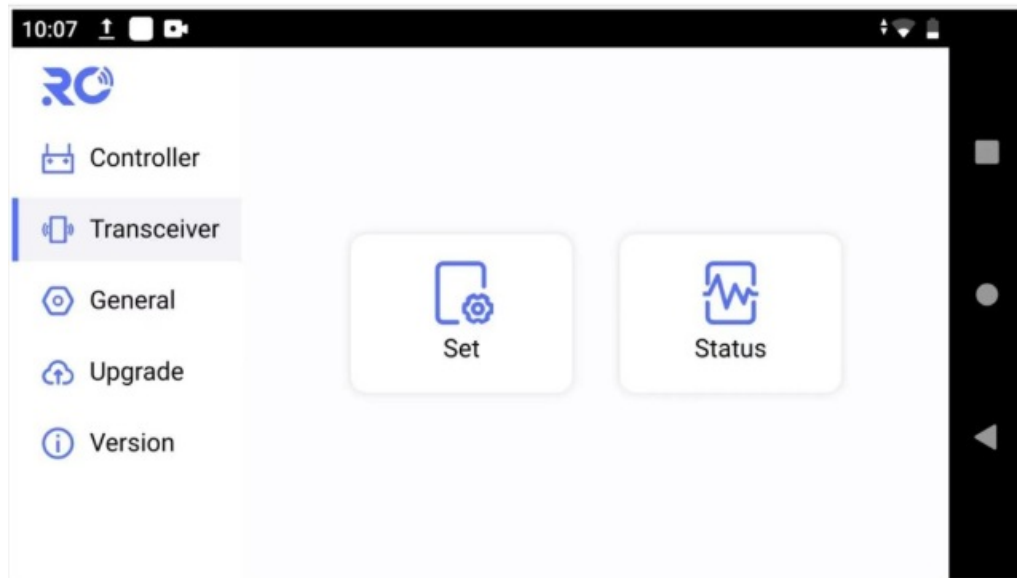 10:07
RC
Controller
Transceiver
General
Upgrade
Version
Set
Status